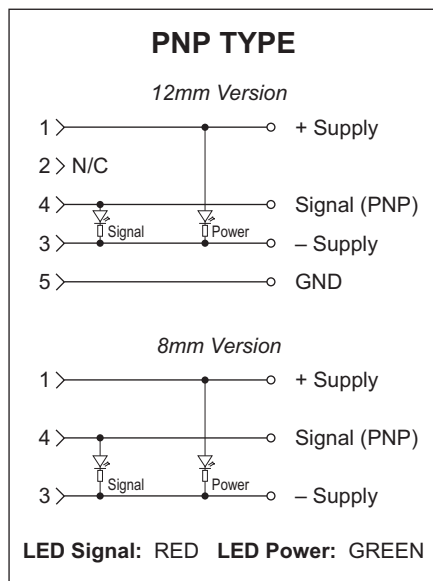 PNP TYPE
12mm Version
1 + Supply
2 N/C
4 Signal (PNP)
Signal Power
3 – Supply
5 GND
8mm Version
1 + Supply
4 Signal (PNP)
Signal Power
3 – Supply
LED Signal: RED LED Power: GREEN